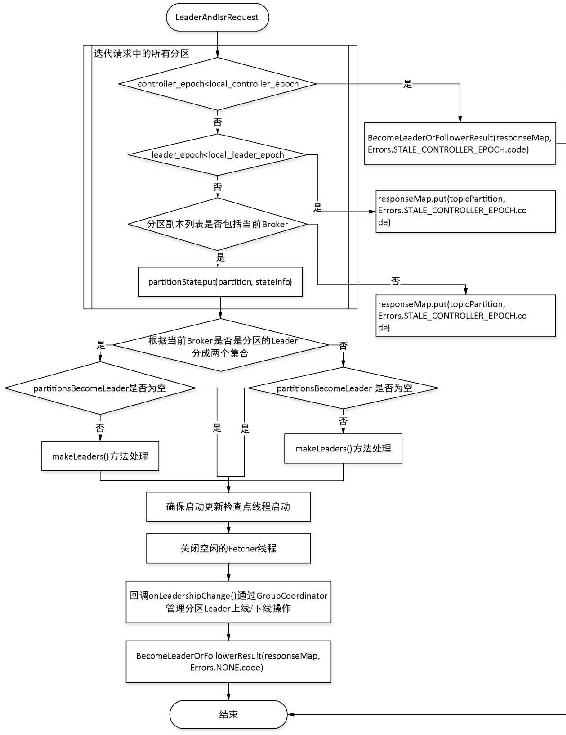 LeaderAndIsrRequest
迭代请求中的所有分区
controller_epoch<local_controller_epoch
是
否
BecomeLeaderOrFollowerResult(responseMap,
Errors.STALE_CONTROLLER_EPOCH.code)
leader_epoch<local_leader_epoch
否
是
responseMap.put(topicPartition,
Errors.STALE_CONTROLLER_EPOCH.co
de)
分区副本列表是否包括当前Broker
是
否
partitionState.put(partition, stateInfo)
responseMap.put(topicPartition,
Errors.STALE_CONTROLLER_EPOCH.co
de)
根据当前Broker是否是分区的Leader
分成两个集合
是
否
partitionsBecomeLeader是否为空
partitionsBecomeLeader 是否为空
否
是
是
否
makeLeaders()方法处理
makeLeaders()方法处理
确保启动更新检查点线程启动
关闭空闲的Fetcher线程
回调onLeadershipChange()通过GroupCoordinator
管理分区Leader上线/下线操作
BecomeLeaderOrFollowerResult(responseMap,
Errors.NONE.code)
结束